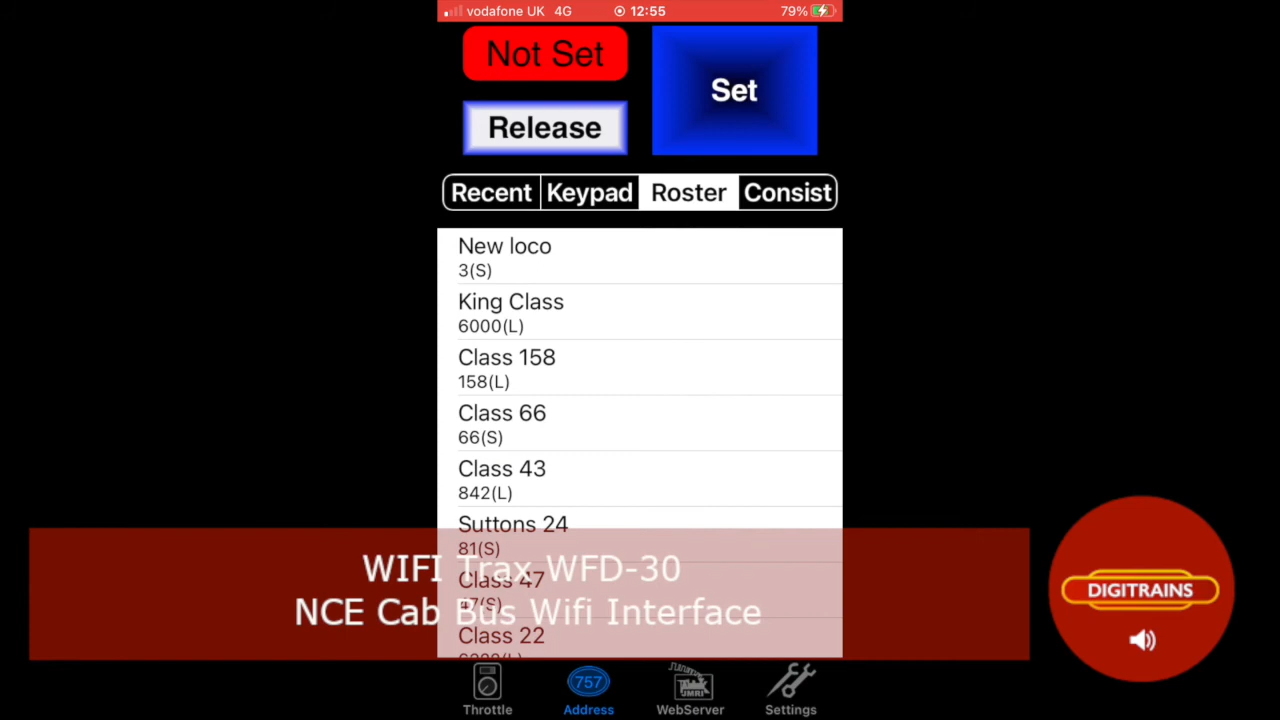 vodafone UK 4G 12:55 79%
Not Set
Set
Release
Recent Keypad Roster Consist
New loco
3(S)
King Class
6000(L)
Class 158
158(L)
Class 66
66(S)
Class 43
842(L)
Suttons 24
81(S)
WIFI Trax WFD-30
Class 47
47(S)
NCE Cab Bus Wifi Interface
Class 22
DIGITRAINS
757
JMRI
Throttle Address WebServer Settings